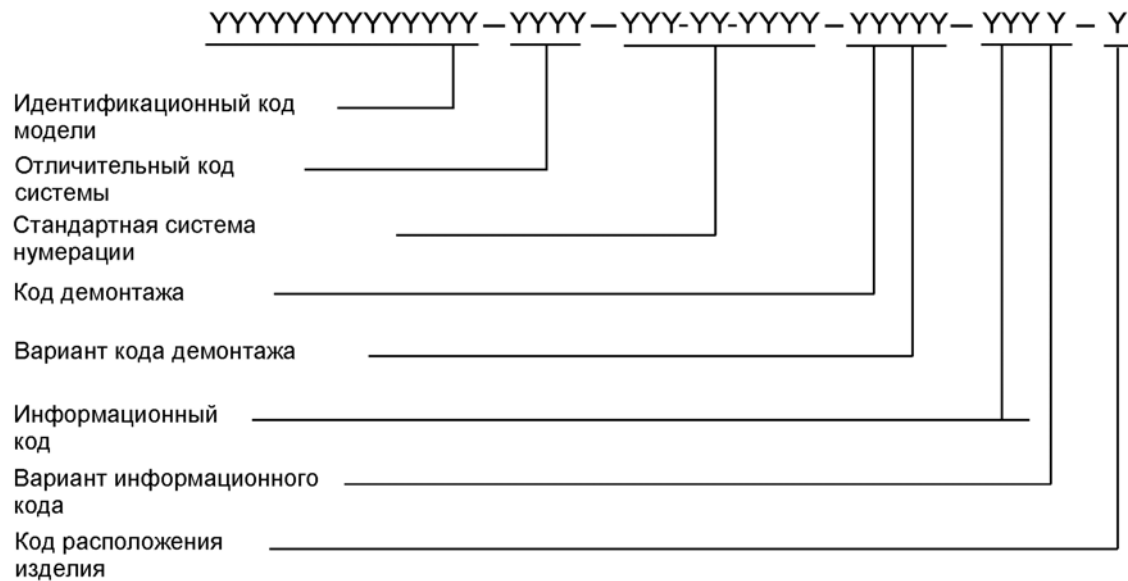 YYYYYYYYYYYYYY–YYYY–YYY-YY-YYYY–YYYYY–YYY Y–Y
Идентификационный код
модели
Отличительный код
системы
Стандартная система
нумерации
Код демонтажа
Вариант кода демонтажа
Информационный
код
Вариант информационного
кода
Код расположения
изделия